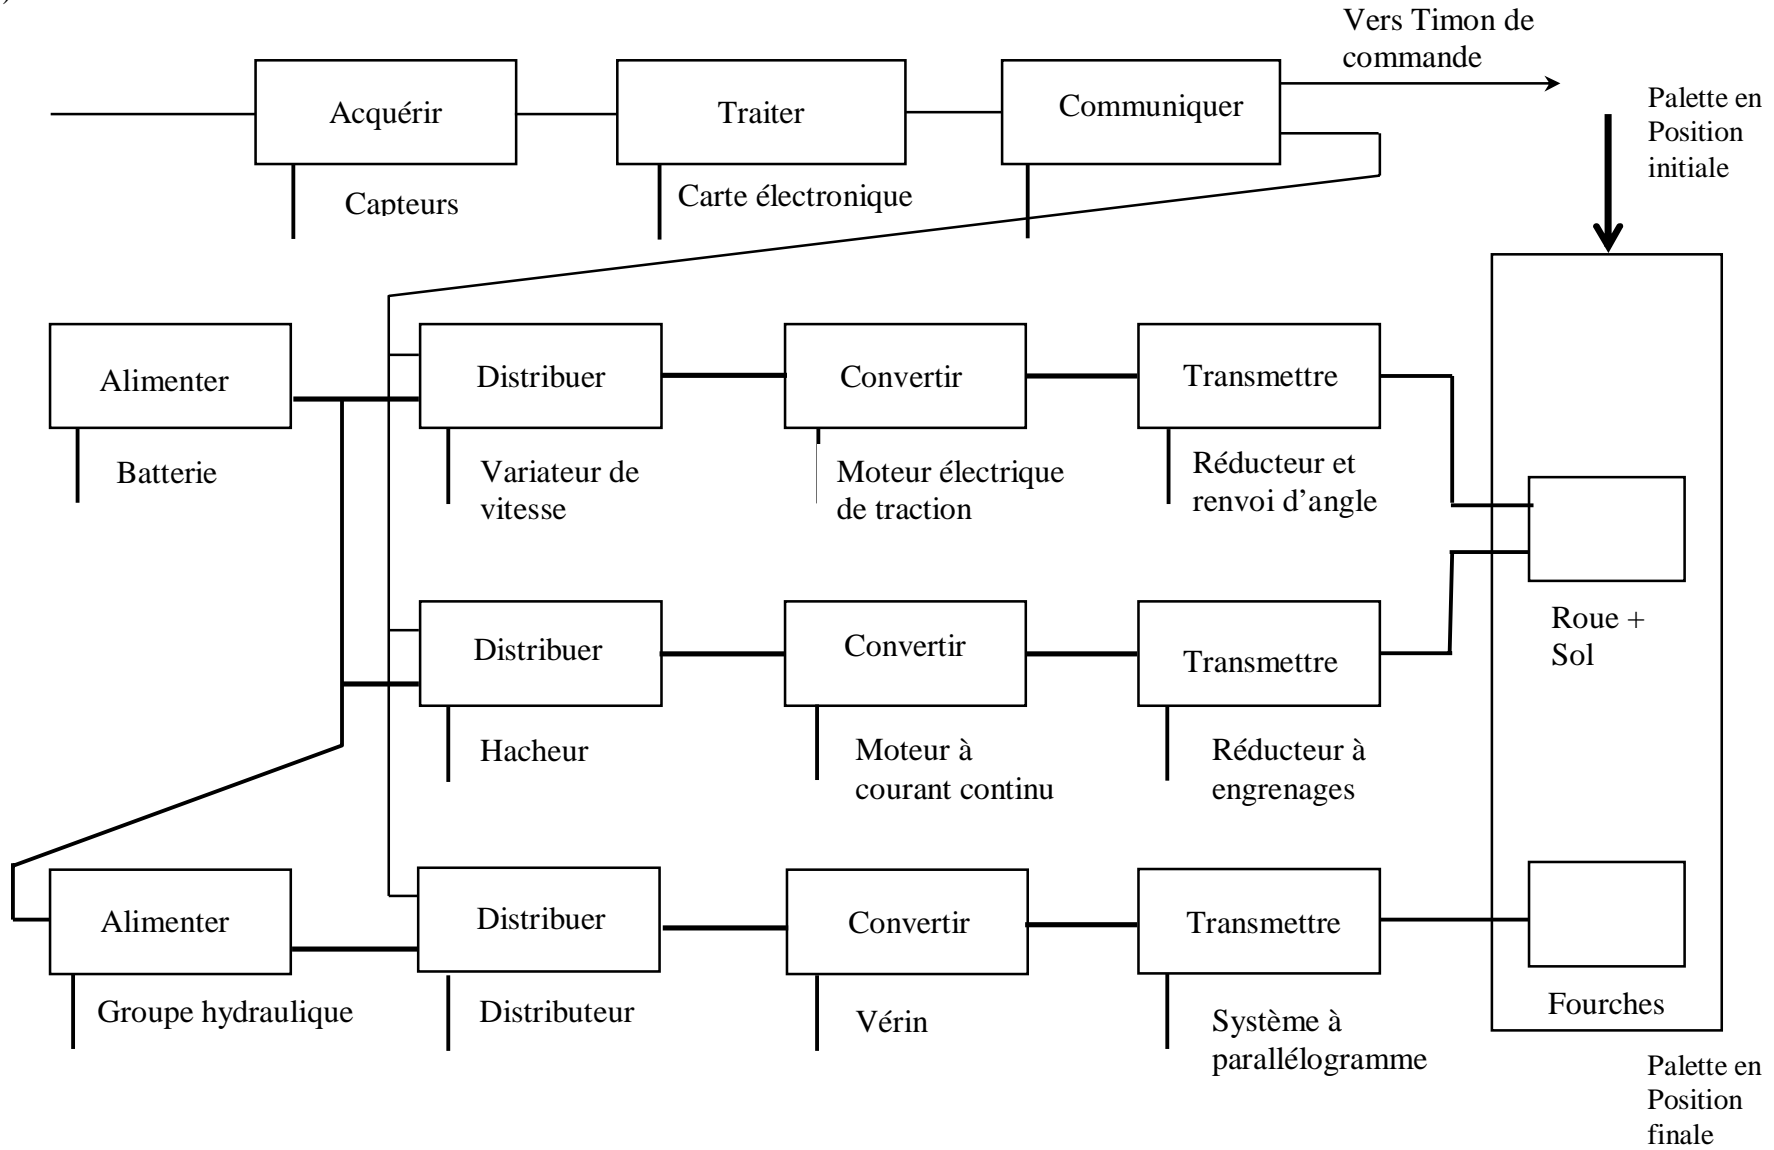 )
Vers Timon de
commande
Acquérir
Traiter
Communiquer
Palette en
Position
initiale
Capteurs
Carte électronique
Alimenter
Distribuer
Convertir
Transmettre
Batterie
Variateur de
vitesse
Moteur électrique
de traction
Réducteur et
renvoi d’angle
Roue +
Sol
Distribuer
Convertir
Transmettre
Hacheur
Moteur à
courant continu
Réducteur à
engrenages
Alimenter
Distribuer
Convertir
Transmettre
Groupe hydraulique
Distributeur
Vérin
Système à
parallélogramme
Fourches
Palette en
Position
finale